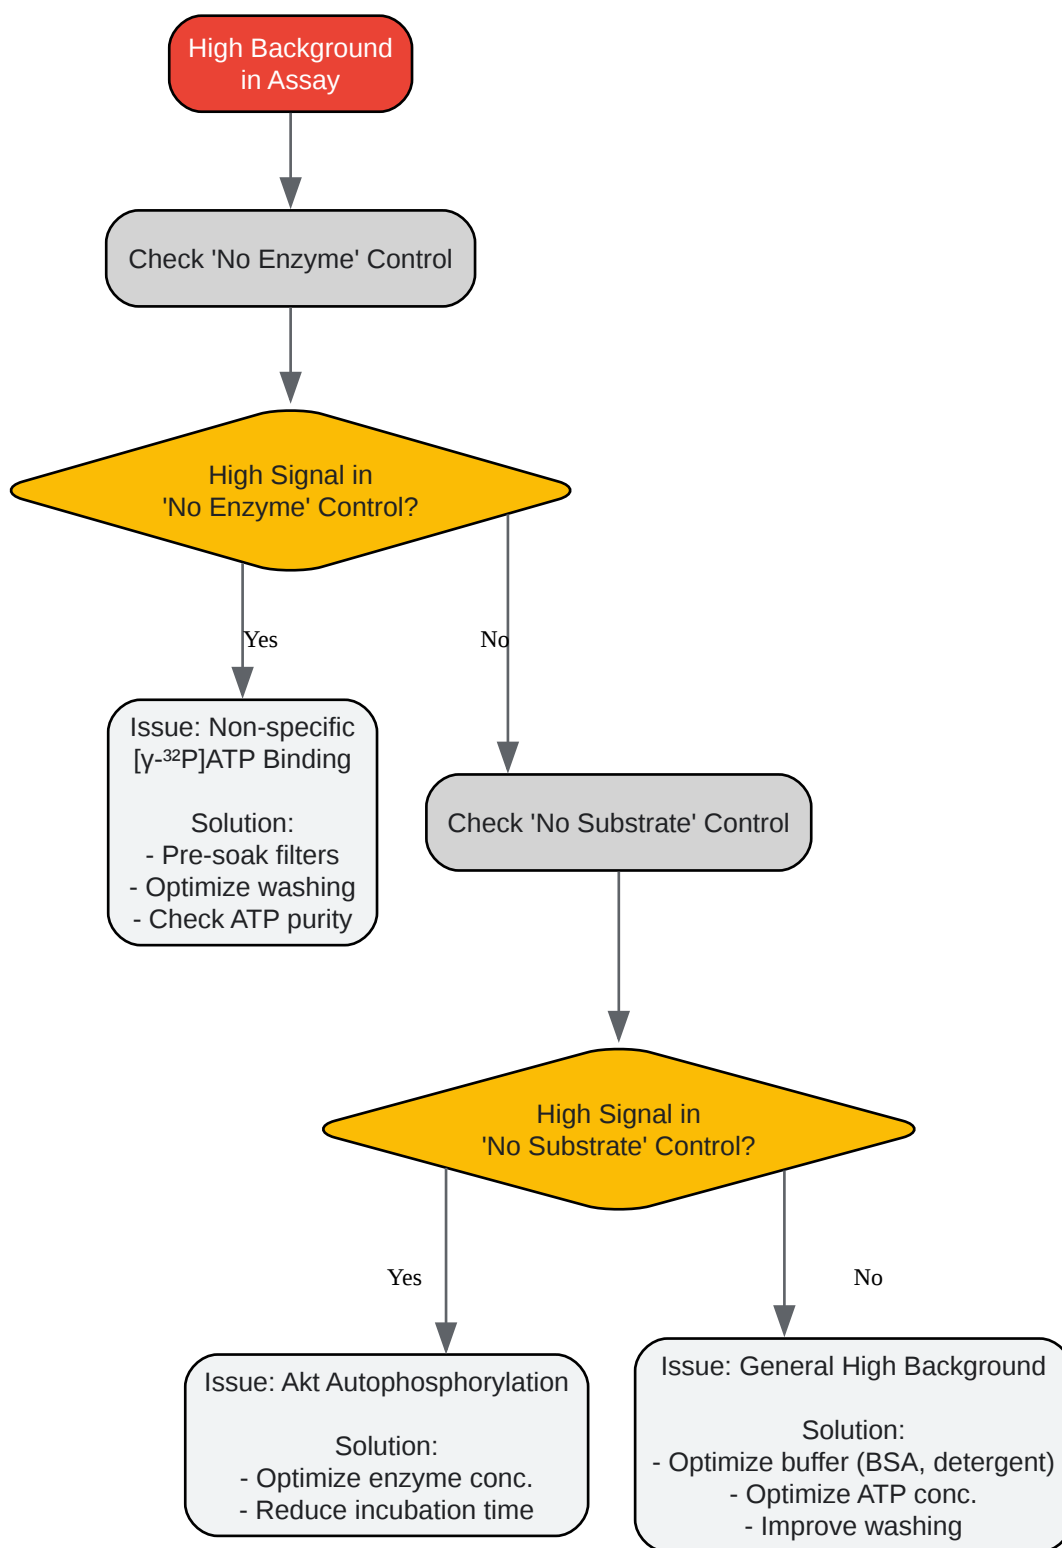 High Background
in Assay
Check 'No Enzyme' Control
High Signal in
'No Enzyme' Control?
Yes
No
Issue: Non-specific
[γ-³²P]ATP Binding
Solution:
- Pre-soak filters
- Optimize washing
- Check ATP purity
Check 'No Substrate' Control
High Signal in
'No Substrate' Control?
Yes
No
Issue: Akt Autophosphorylation
Solution:
- Optimize enzyme conc.
- Reduce incubation time
Issue: General High Background
Solution:
- Optimize buffer (BSA, detergent)
- Optimize ATP conc.
- Improve washing